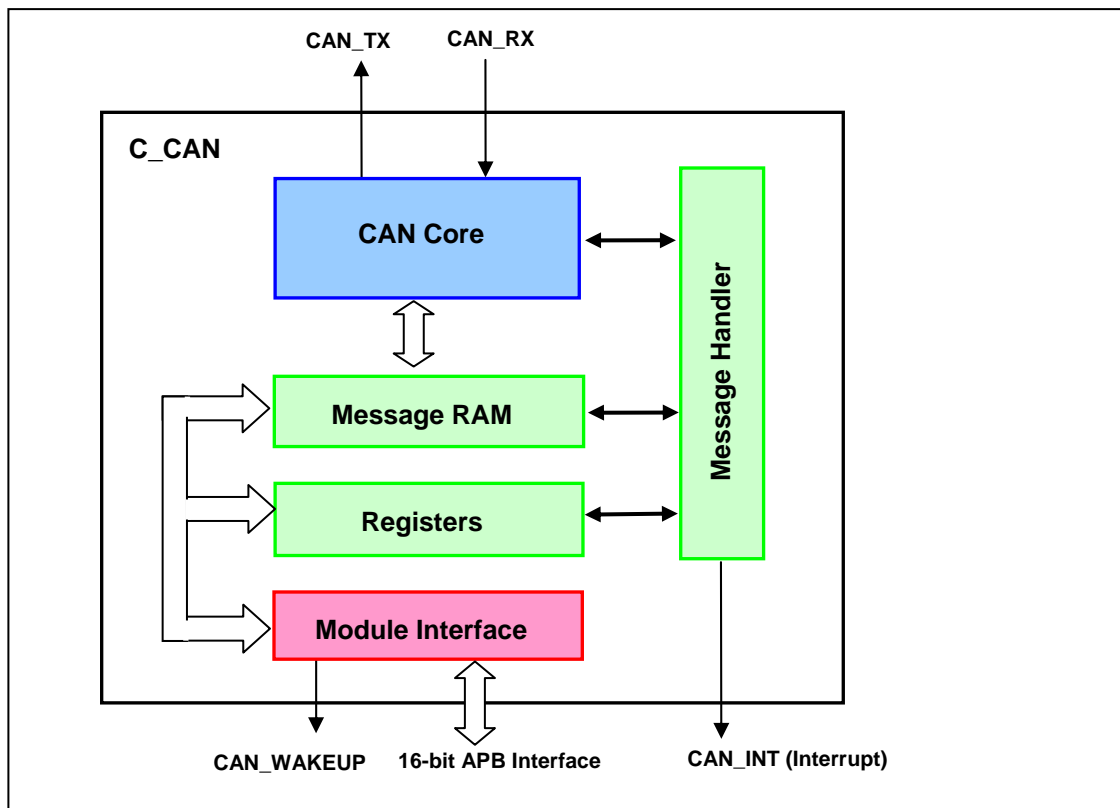 CAN_TX
CAN_RX
C_CAN
CAN Core
Message Handler
Message RAM
Registers
Module Interface
CAN_WAKEUP
16-bit APB Interface
CAN_INT (Interrupt)